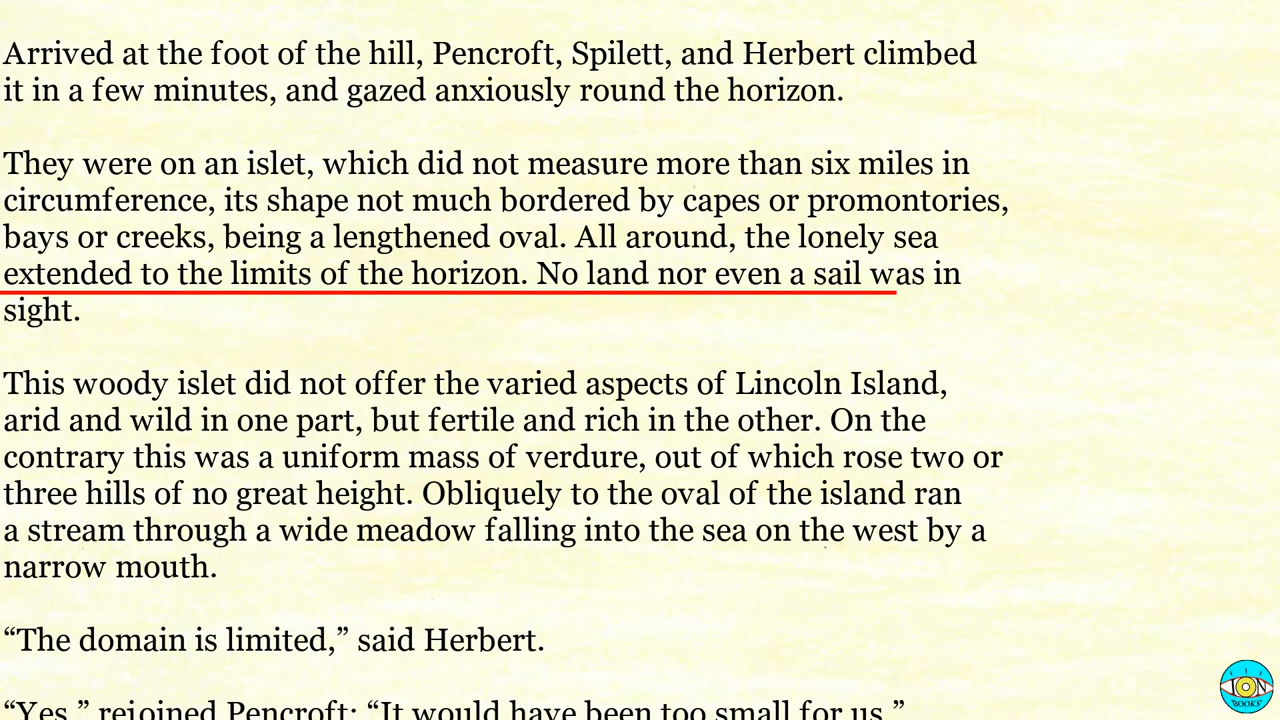 Arrived at the foot of the hill, Pencroft, Spilett, and Herbert climbed
it in a few minutes, and gazed anxiously round the horizon.
They were on an islet, which did not measure more than six miles in
circumference, its shape not much bordered by capes or promontories,
bays or creeks, being a lengthened oval. All around, the lonely sea
extended to the limits of the horizon. No land nor even a sail was in
sight.
This woody islet did not offer the varied aspects of Lincoln Island,
arid and wild in one part, but fertile and rich in the other. On the
contrary this was a uniform mass of verdure, out of which rose two or
three hills of no great height. Obliquely to the oval of the island ran
a stream through a wide meadow falling into the sea on the west by a
narrow mouth.
“The domain is limited,” said Herbert.
“Yes,” rejoined Pencroft: “It would have been too small for us.”
ION
BOOKS